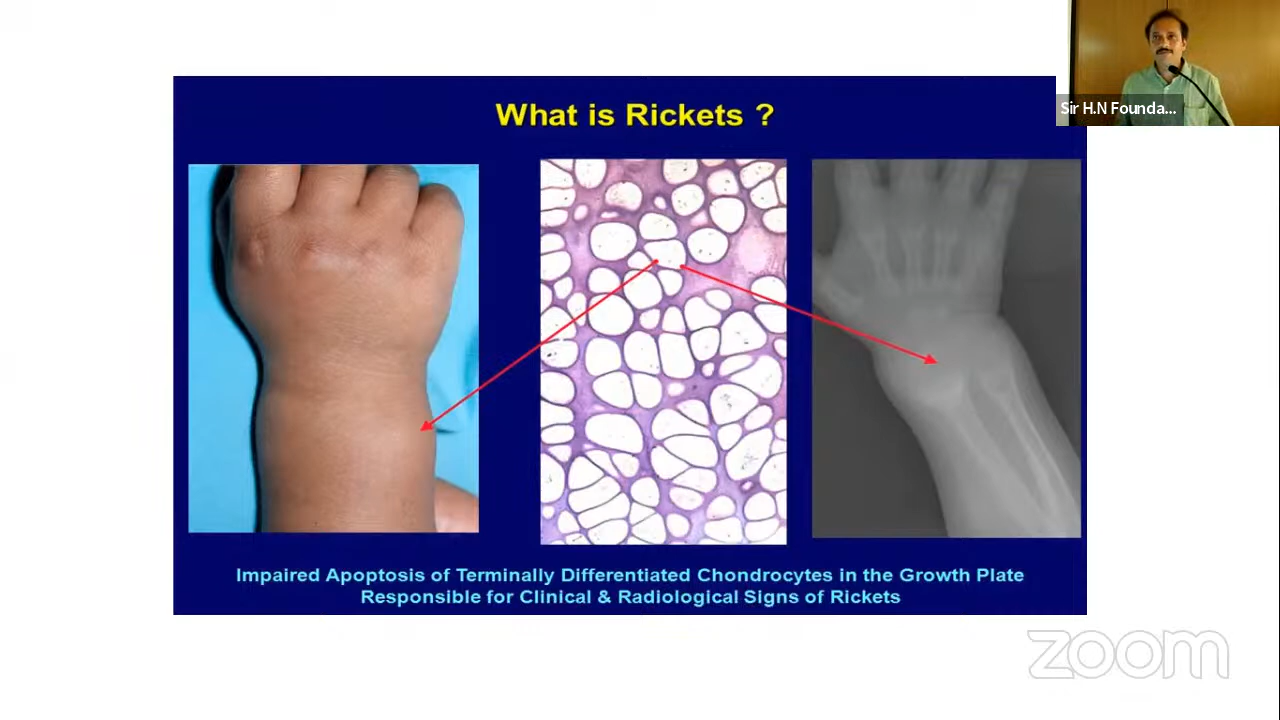 What is Rickets ?
Sir H.N Founda...
Impaired Apoptosis of Terminally Differentiated Chondrocytes in the Growth Plate
Responsible for Clinical & Radiological Signs of Rickets
zoom